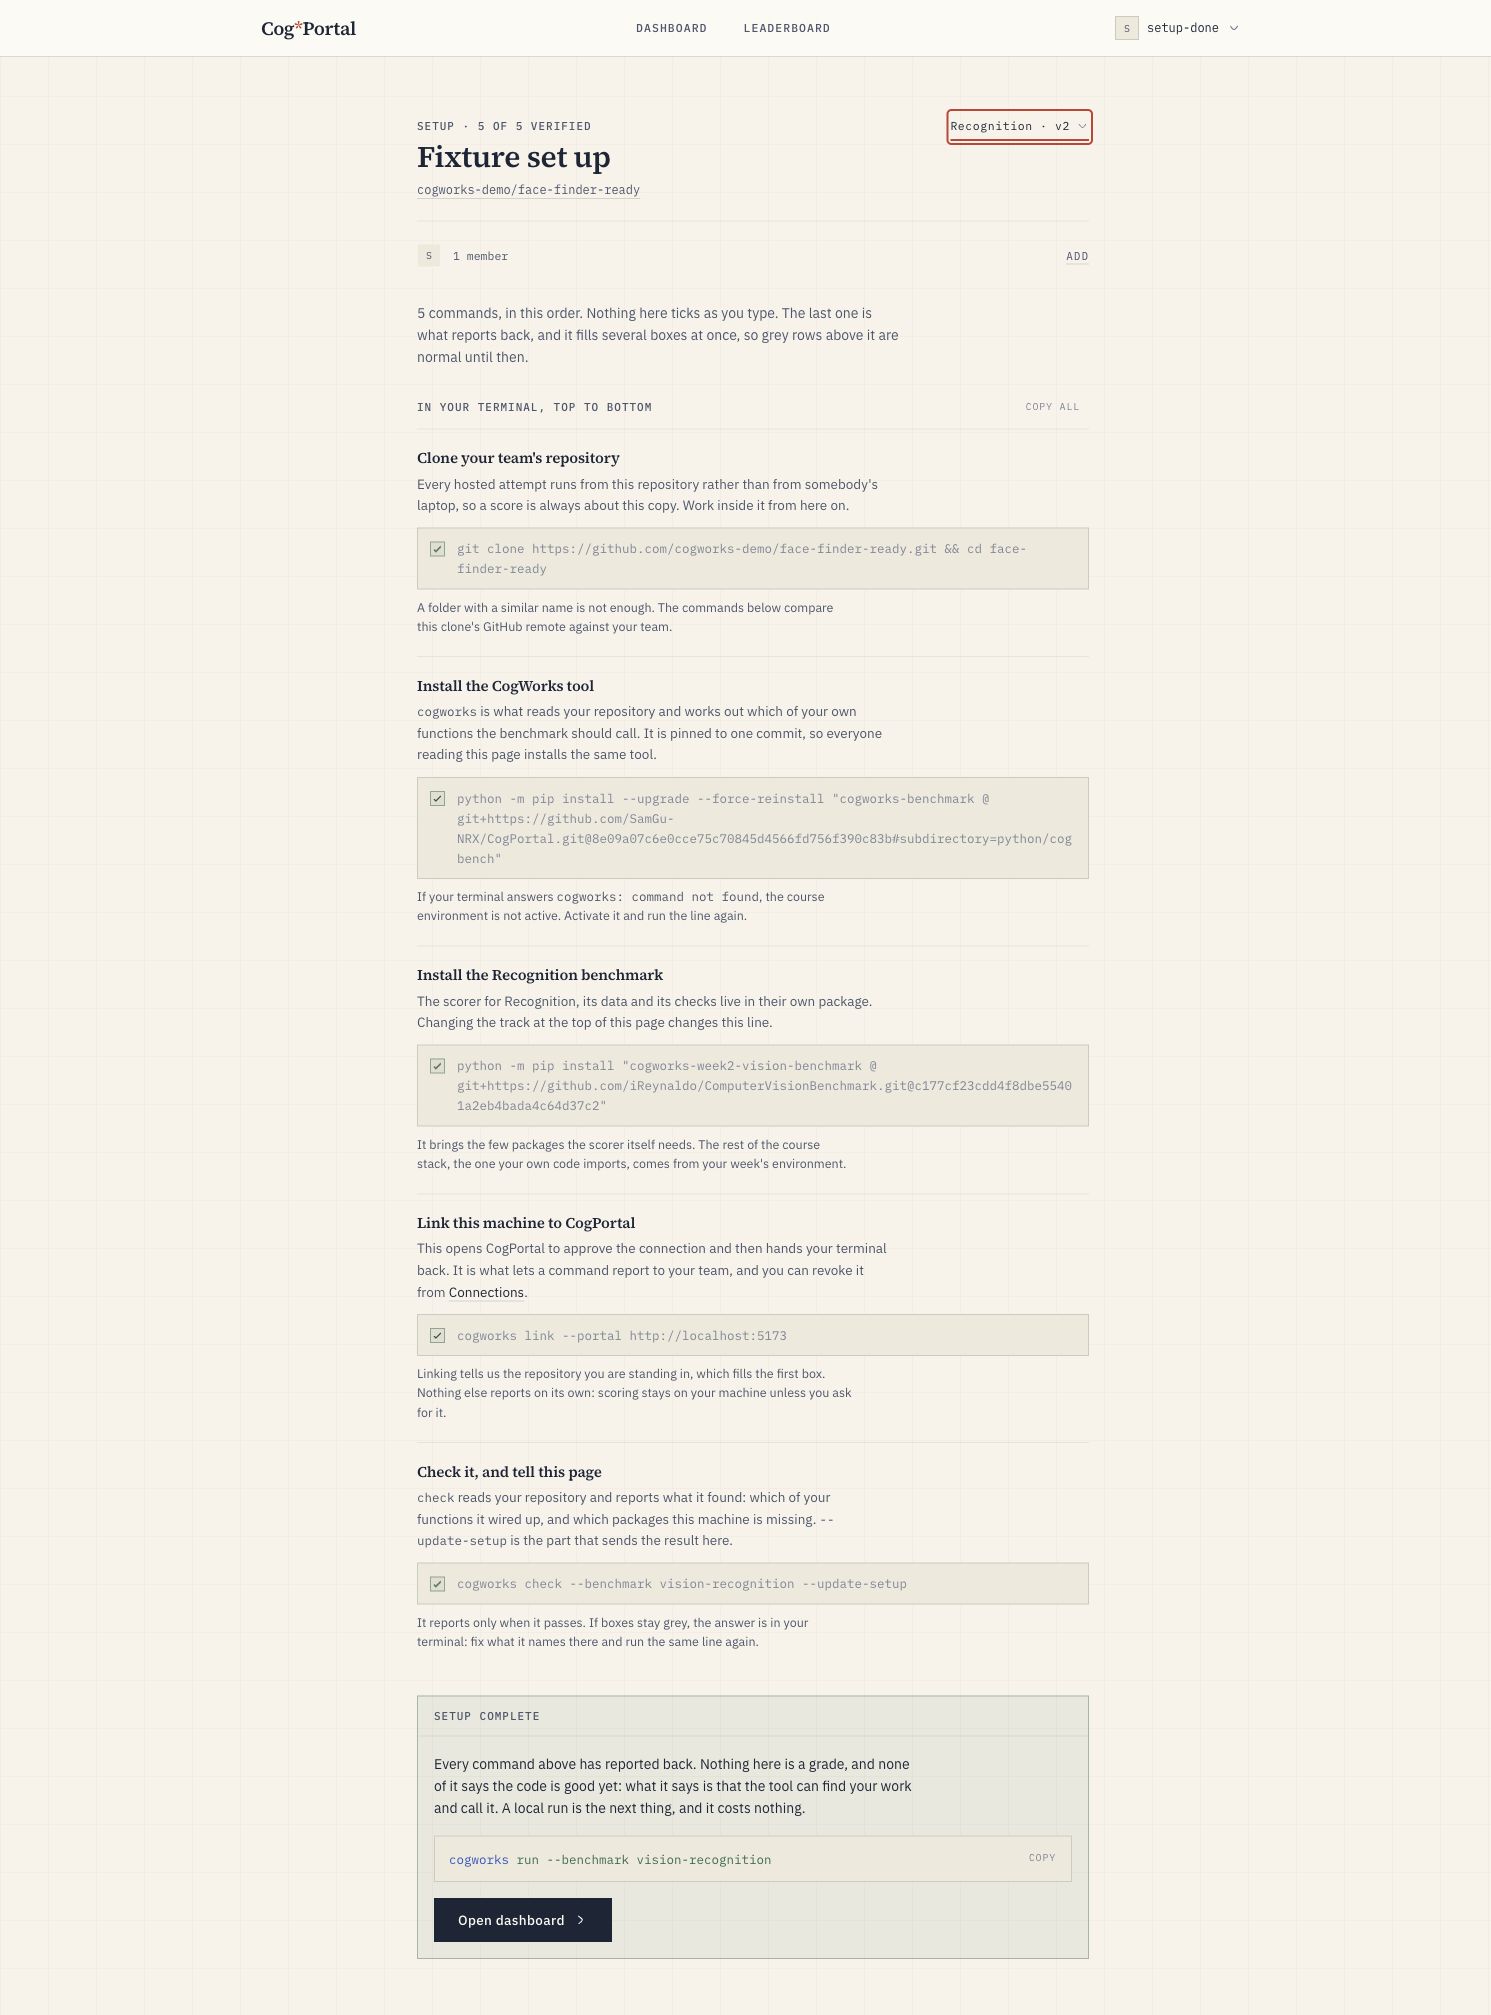 Cog*Portal
DASHBOARD
LEADERBOARD
S
setup-done
SETUP · 5 OF 5 VERIFIED
Recognition · v2
Fixture set up
cogworks-demo/face-finder-ready
S
1 member
ADD
5 commands, in this order. Nothing here ticks as you type. The last one is
what reports back, and it fills several boxes at once, so grey rows above it are
normal until then.
IN YOUR TERMINAL, TOP TO BOTTOM
COPY ALL
Clone your team's repository
Every hosted attempt runs from this repository rather than from somebody's
laptop, so a score is always about this copy. Work inside it from here on.
git clone https://github.com/cogworks-demo/face-finder-ready.git && cd face-
finder-ready
A folder with a similar name is not enough. The commands below compare
this clone's GitHub remote against your team.
Install the CogWorks tool
cogworks is what reads your repository and works out which of your own
functions the benchmark should call. It is pinned to one commit, so everyone
reading this page installs the same tool.
python -m pip install --upgrade --force-reinstall "cogworks-benchmark @
git+https://github.com/SamGu-
NRX/CogPortal.git@8e09a07c6e0cce75c70845d4566fd756f390c83b#subdirectory=python/cog
bench"
If your terminal answers cogworks: command not found, the course
environment is not active. Activate it and run the line again.
Install the Recognition benchmark
The scorer for Recognition, its data and its checks live in their own package.
Changing the track at the top of this page changes this line.
python -m pip install "cogworks-week2-vision-benchmark @
git+https://github.com/iReynaldo/ComputerVisionBenchmark.git@c177cf23cdd4f8dbe5540
1a2eb4bada4c64d37c2"
It brings the few packages the scorer itself needs. The rest of the course
stack, the one your own code imports, comes from your week's environment.
Link this machine to CogPortal
This opens CogPortal to approve the connection and then hands your terminal
back. It is what lets a command report to your team, and you can revoke it
from Connections.
cogworks link --portal http://localhost:5173
Linking tells us the repository you are standing in, which fills the first box.
Nothing else reports on its own: scoring stays on your machine unless you ask
for it.
Check it, and tell this page
check reads your repository and reports what it found: which of your
functions it wired up, and which packages this machine is missing. --
update-setup is the part that sends the result here.
cogworks check --benchmark vision-recognition --update-setup
It reports only when it passes. If boxes stay grey, the answer is in your
terminal: fix what it names there and run the same line again.
SETUP COMPLETE
Every command above has reported back. Nothing here is a grade, and none
of it says the code is good yet: what it says is that the tool can find your work
and call it. A local run is the next thing, and it costs nothing.
cogworks run --benchmark vision-recognition
COPY
Open dashboard